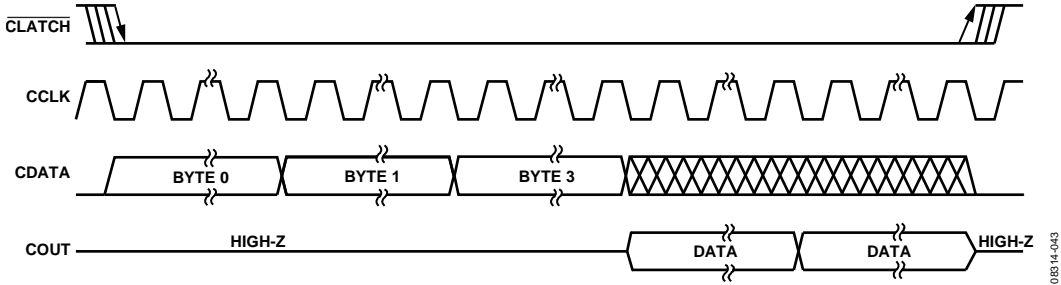 CLATCH
CCLK
CDATA BYTE 0 BYTE 1 BYTE 3
COUT HIGH-Z DATA DATA HIGH-Z
08314-043